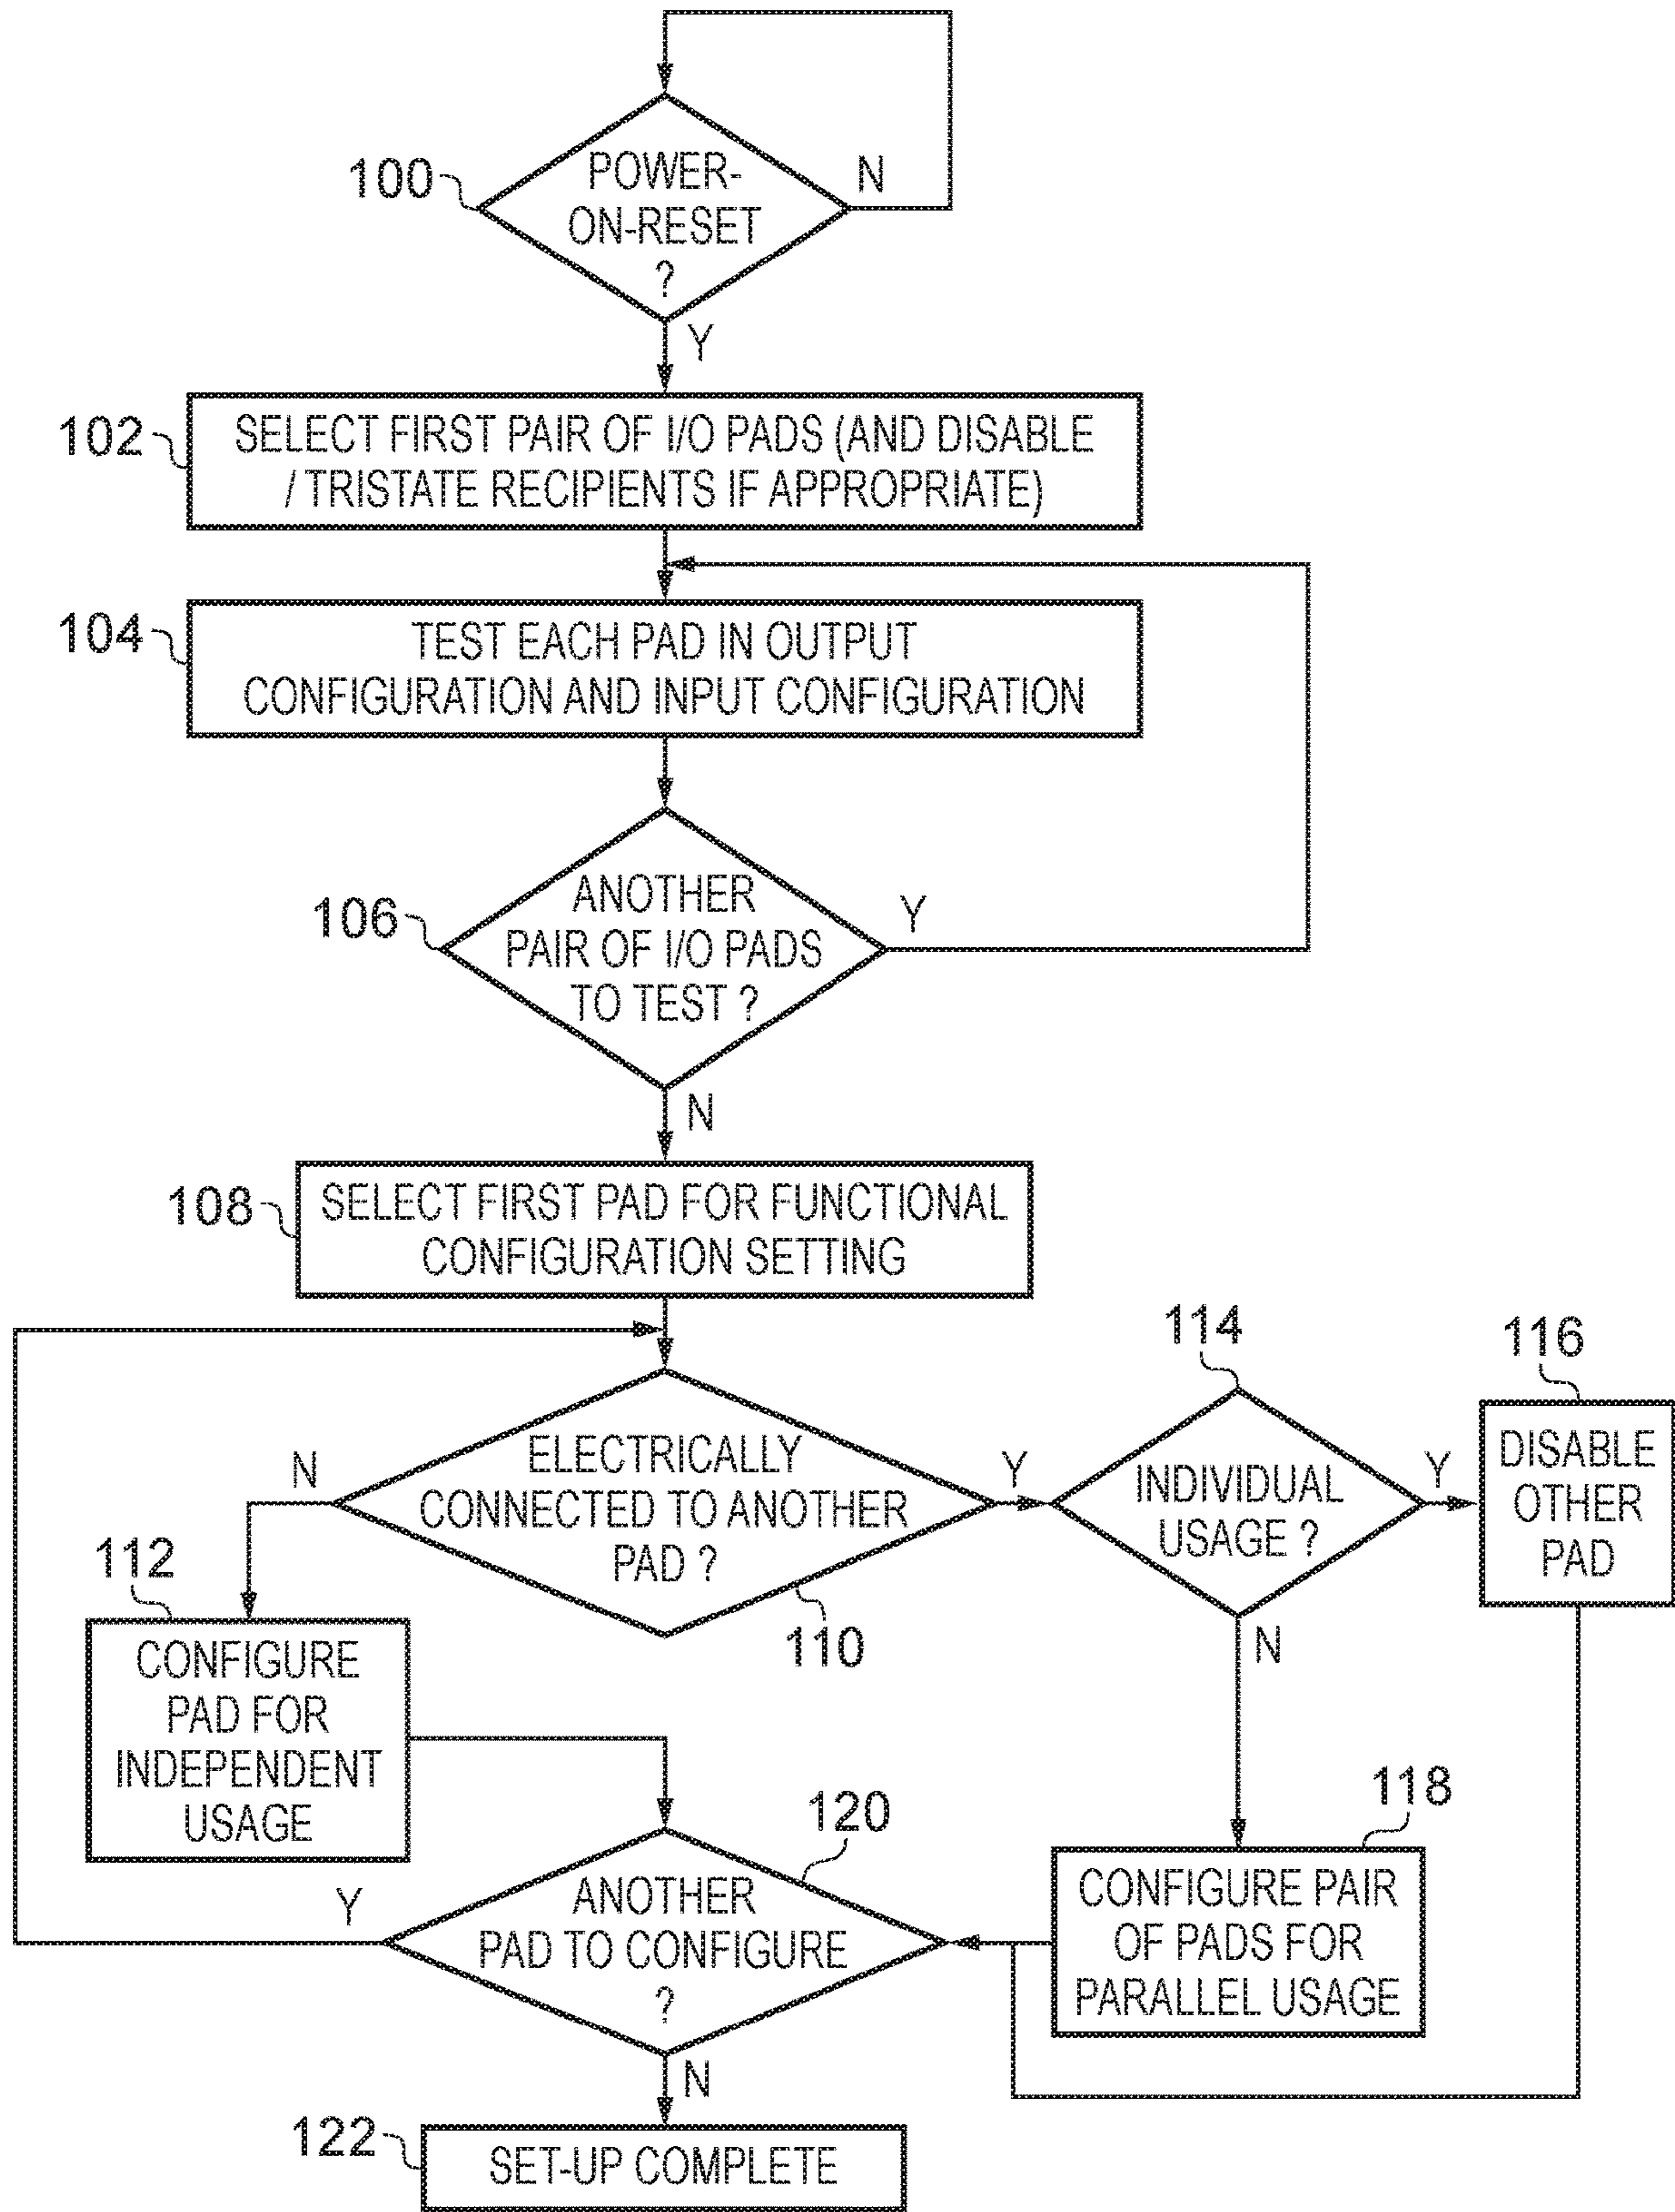 100
POWER-
ON-RESET
?
N
Y
102
SELECT FIRST PAIR OF I/O PADS (AND DISABLE
/ TRISTATE RECIPIENTS IF APPROPRIATE)
104
TEST EACH PAD IN OUTPUT
CONFIGURATION AND INPUT CONFIGURATION
106
ANOTHER
PAIR OF I/O PADS
TO TEST ?
Y
N
108
SELECT FIRST PAD FOR FUNCTIONAL
CONFIGURATION SETTING
N
ELECTRICALLY
CONNECTED TO ANOTHER
PAD ?
110
Y
114
INDIVIDUAL
USAGE ?
Y
N
116
DISABLE
OTHER
PAD
112
CONFIGURE
PAD FOR
INDEPENDENT
USAGE
118
CONFIGURE PAIR
OF PADS FOR
PARALLEL USAGE
120
ANOTHER
PAD TO CONFIGURE
?
Y
N
122
SET-UP COMPLETE